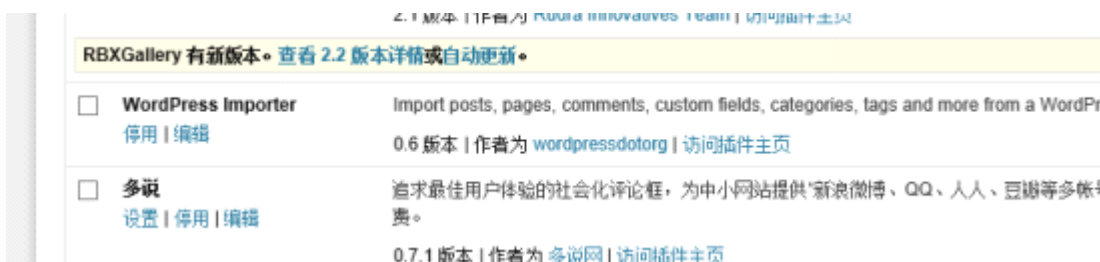 2.1 版本 | 作者为 Rudra Innovatives Team | 访问插件主页
RBXGallery 有新版本。查看 2.2 版本详情或自动更新。
WordPress Importer
Import posts, pages, comments, custom fields, categories, tags and more from a WordPr
停用 | 编辑
0.6 版本 | 作者为 wordpressdotorg | 访问插件主页
多说
追求最佳用户体验的社会化评论框，为中小网站提供“新浪微博、QQ、人人、豆瓣等多帐号
费。
设置 | 停用 | 编辑
0.7.1 版本 | 作者为 多说网 | 访问插件主页